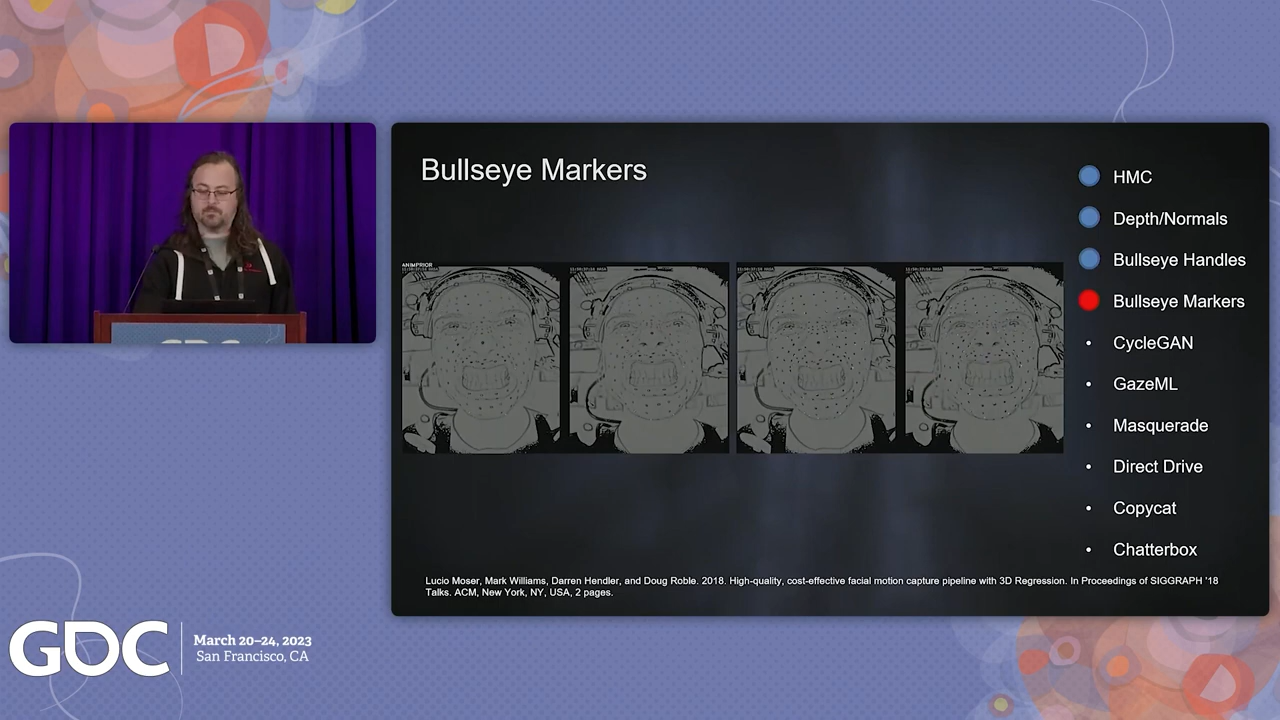 Bullseye Markers
HMC
Depth/Normals
Bullseye Handles
Bullseye Markers
CycleGAN
GazeML
Masquerade
Direct Drive
Copycat
Chatterbox
ANIMPRIOR
Lucio Moser, Mark Williams, Darren Hendler, and Doug Roble. 2018. High-quality, cost-effective facial motion capture pipeline with 3D Regression. In Proceedings of SIGGRAPH '18
Talks. ACM, New York, NY, USA, 2 pages.
GDC
March 20–24, 2023
San Francisco, CA